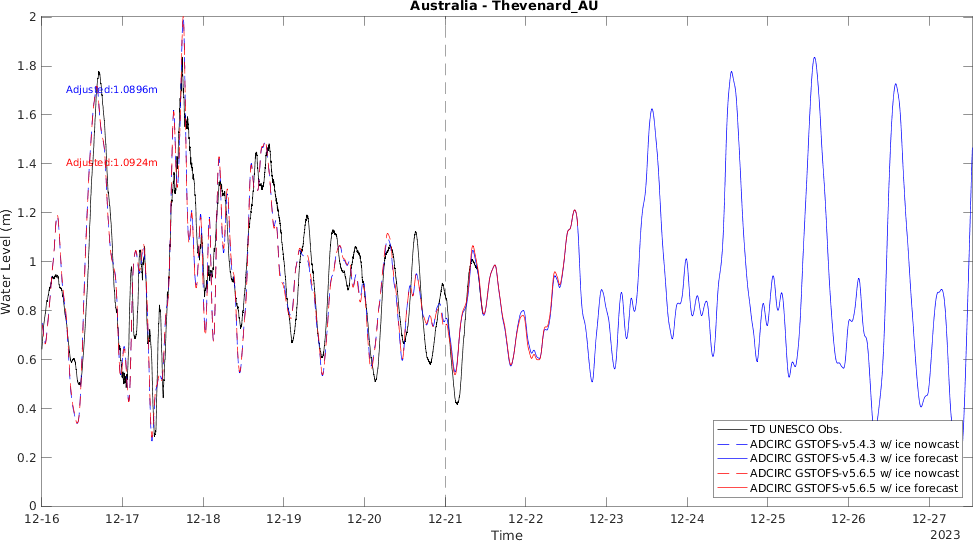 Australia - Thevenard_AU
2
1.8
1.6
1.4
1.2
1
0.8
0.6
0.4
0.2
0
Water Level (m)
Adjusted:1.0896m
Adjusted:1.0924m
TD UNESCO Obs.
ADCIRC GSTOFS-v5.4.3 w/ ice nowcast
ADCIRC GSTOFS-v5.4.3 w/ ice forecast
ADCIRC GSTOFS-v5.6.5 w/ ice nowcast
ADCIRC GSTOFS-v5.6.5 w/ ice forecast
12-16 12-17 12-18 12-19 12-20 12-21 12-22 12-23 12-24 12-25 12-26 12-27
Time
2023